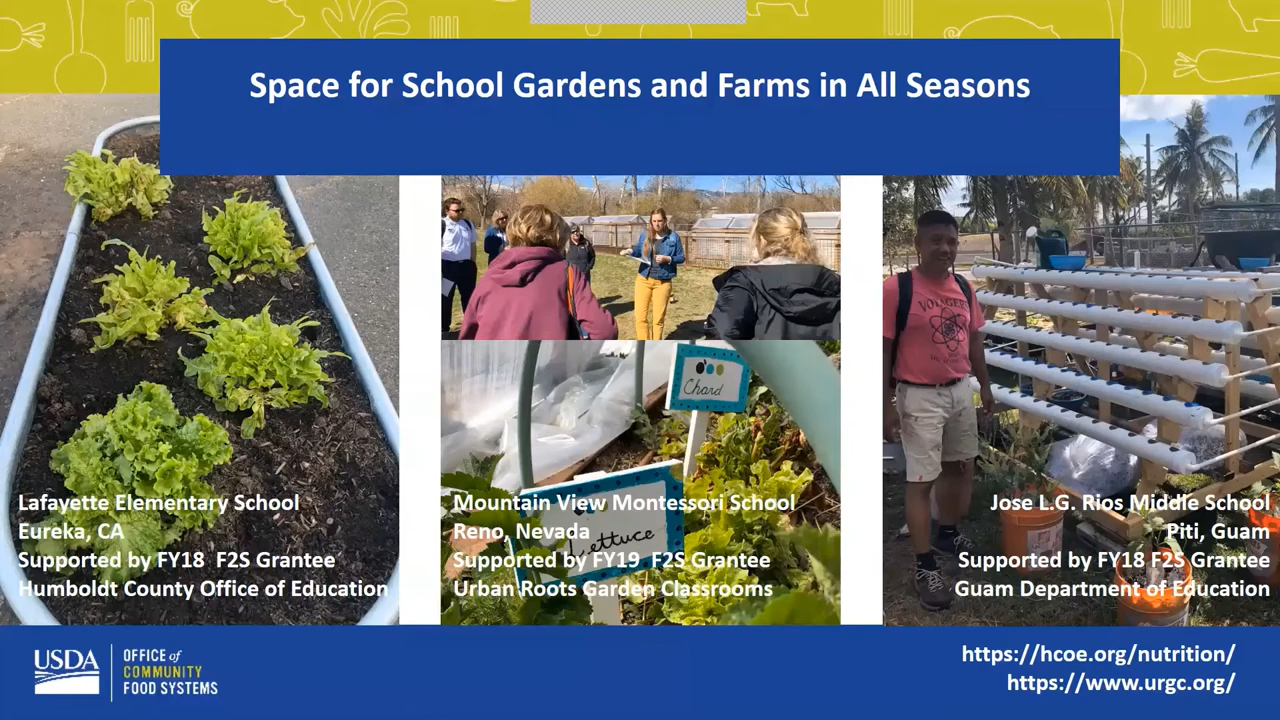 Space for School Gardens and Farms in All Seasons
Lafayette Elementary School
Eureka, CA
Supported by FY18 F2S Grantee
Humboldt County Office of Education
Chard
Lettuce
Mountain View Montessori School
Reno, Nevada
Supported by FY19 F2S Grantee
Urban Roots Garden Classrooms
VOYAGERS
Jose L.G. Rios Middle School
Piti, Guam
Supported by FY18 F2S Grantee
Guam Department of Education
USDA
OFFICE of
COMMUNITY
FOOD SYSTEMS
https://hcoe.org/nutrition/
https://www.urgc.org/